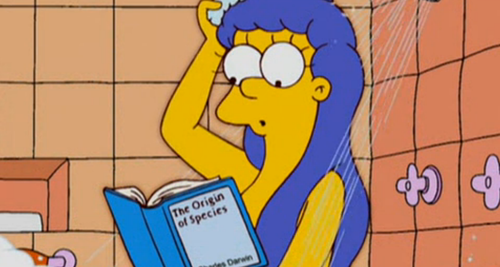 The Origin
of Species
Charles Darwin